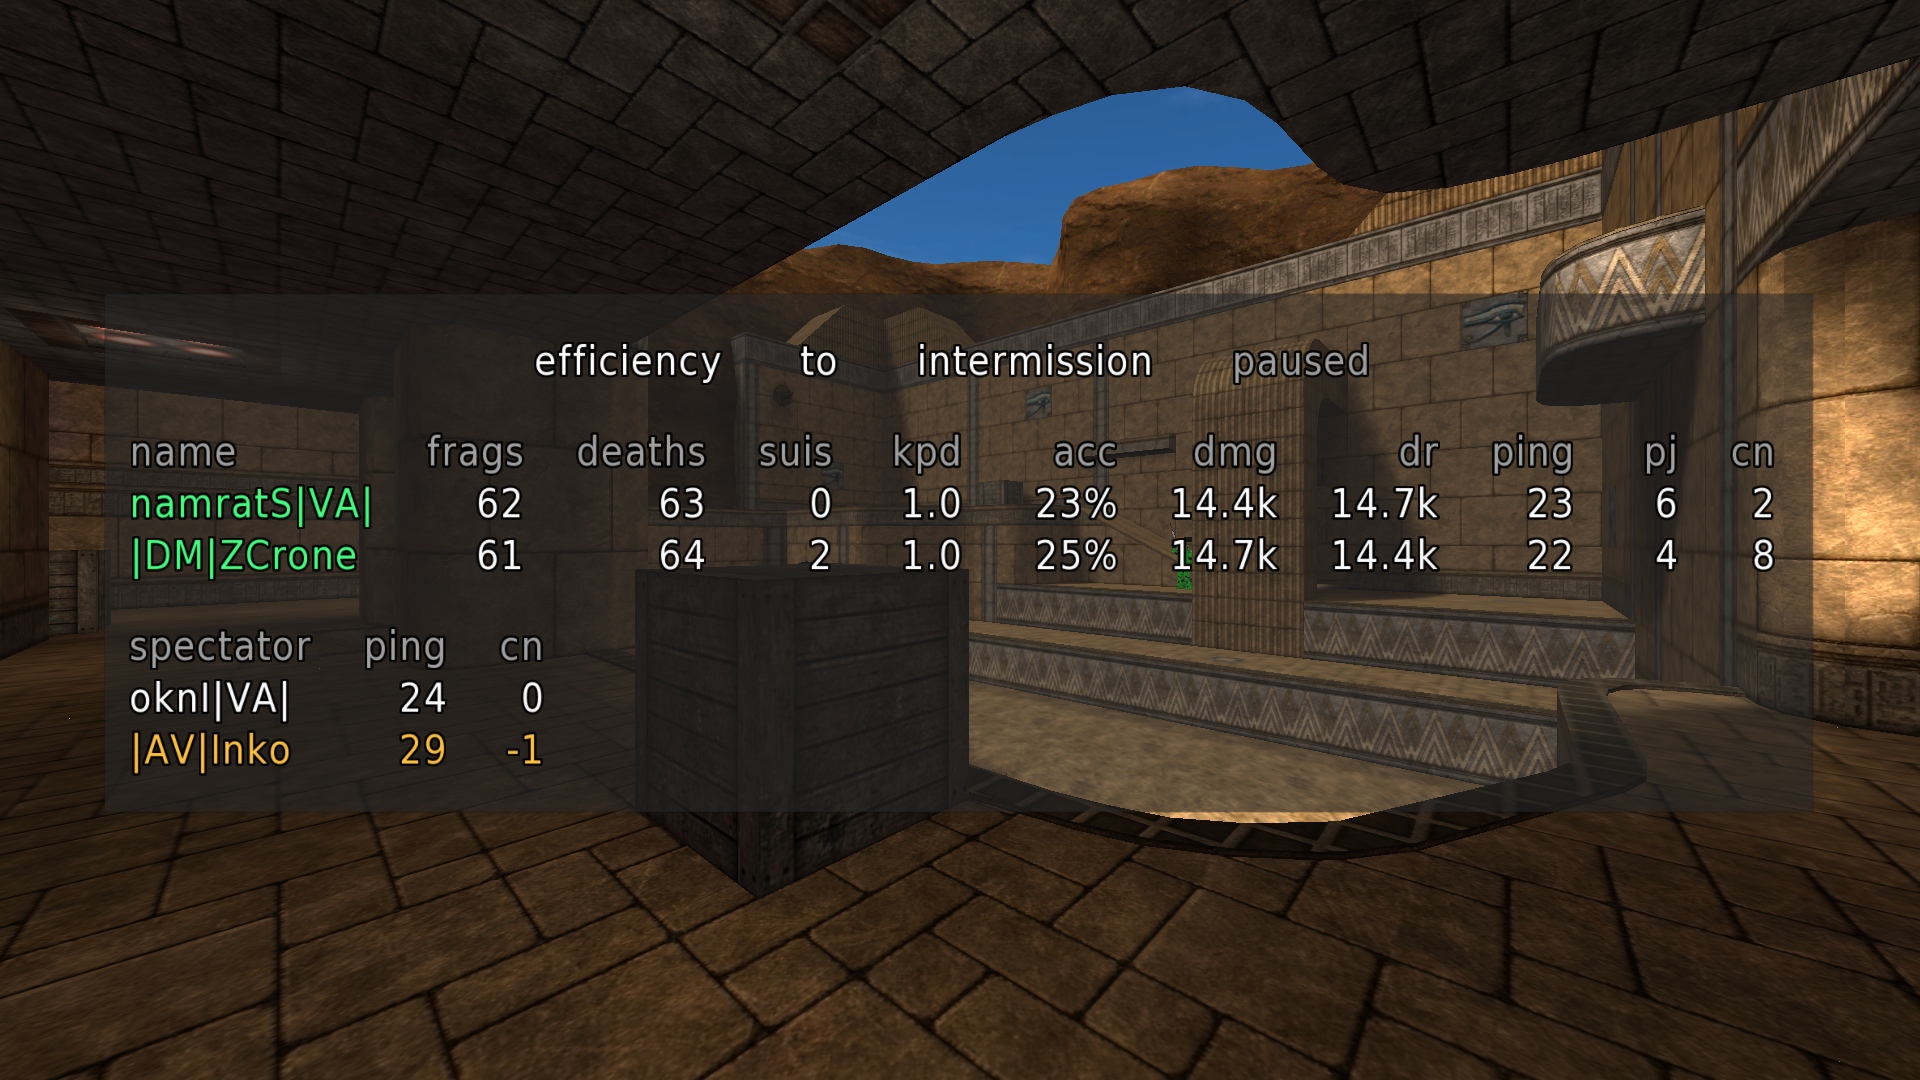 efficiency to intermission paused
name frags deaths suis kpd acc dmg dr ping pj cn
namratS|VA| 62 63 0 1.0 23% 14.4k 14.7k 23 6 2
|DM|ZCrone 61 64 2 1.0 25% 14.7k 14.4k 22 4 8
spectator ping cn
oknI|VA| 24 0
|AV|Inko 29 -1